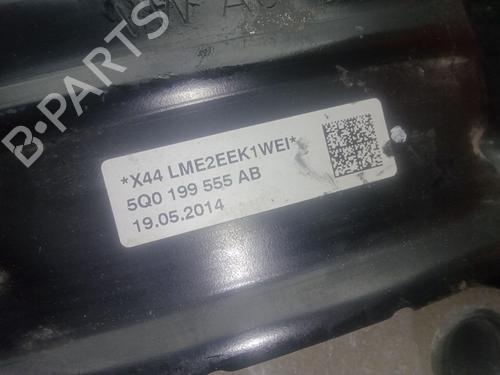 B-PARTS
*X44 LME2EEK1WEI*
5Q0 199 555 AB
19.05.2014